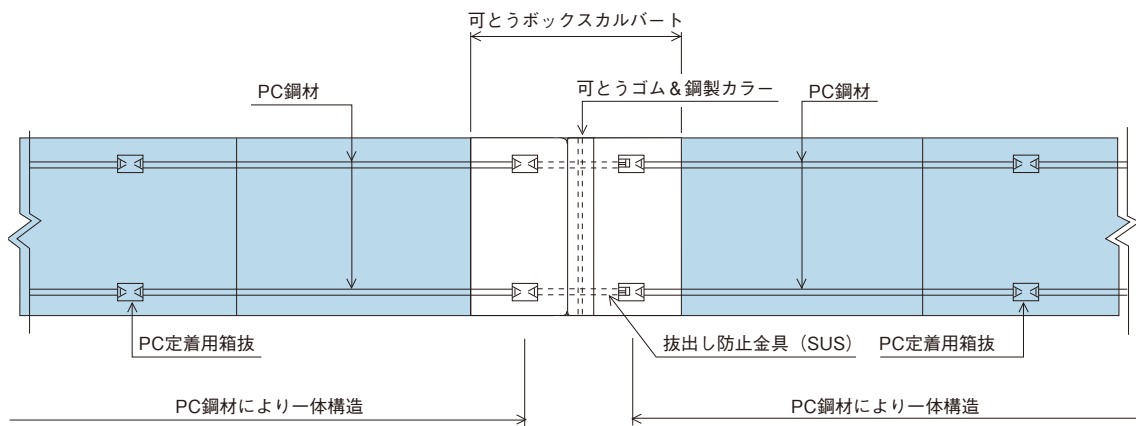 可とうボックスカルバート
PC鋼材
可とうゴム＆鋼製カラー
PC鋼材
PC定着用箱抜
抜出し防止金具（SUS）
PC定着用箱抜
PC鋼材により一体構造
PC鋼材により一体構造